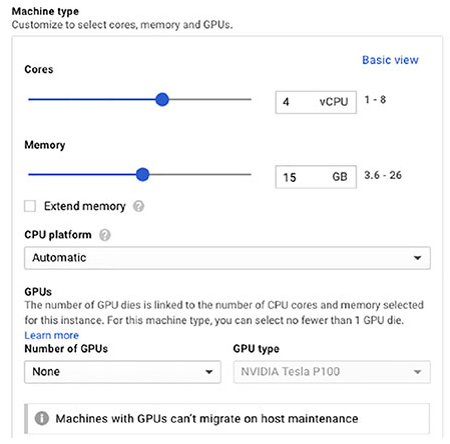 Machine type
Customize to select cores, memory and GPUs.
Basic view
Cores
4 vCPU 1 - 8
Memory
15 GB 3.6 - 26
Extend memory ?
CPU platform ?
Automatic
GPUs
The number of GPU dies is linked to the number of CPU cores and memory selected
for this instance. For this machine type, you can select no fewer than 1 GPU die.
Learn more
Number of GPUs GPU type
None NVIDIA Tesla P100
Machines with GPUs can't migrate on host maintenance